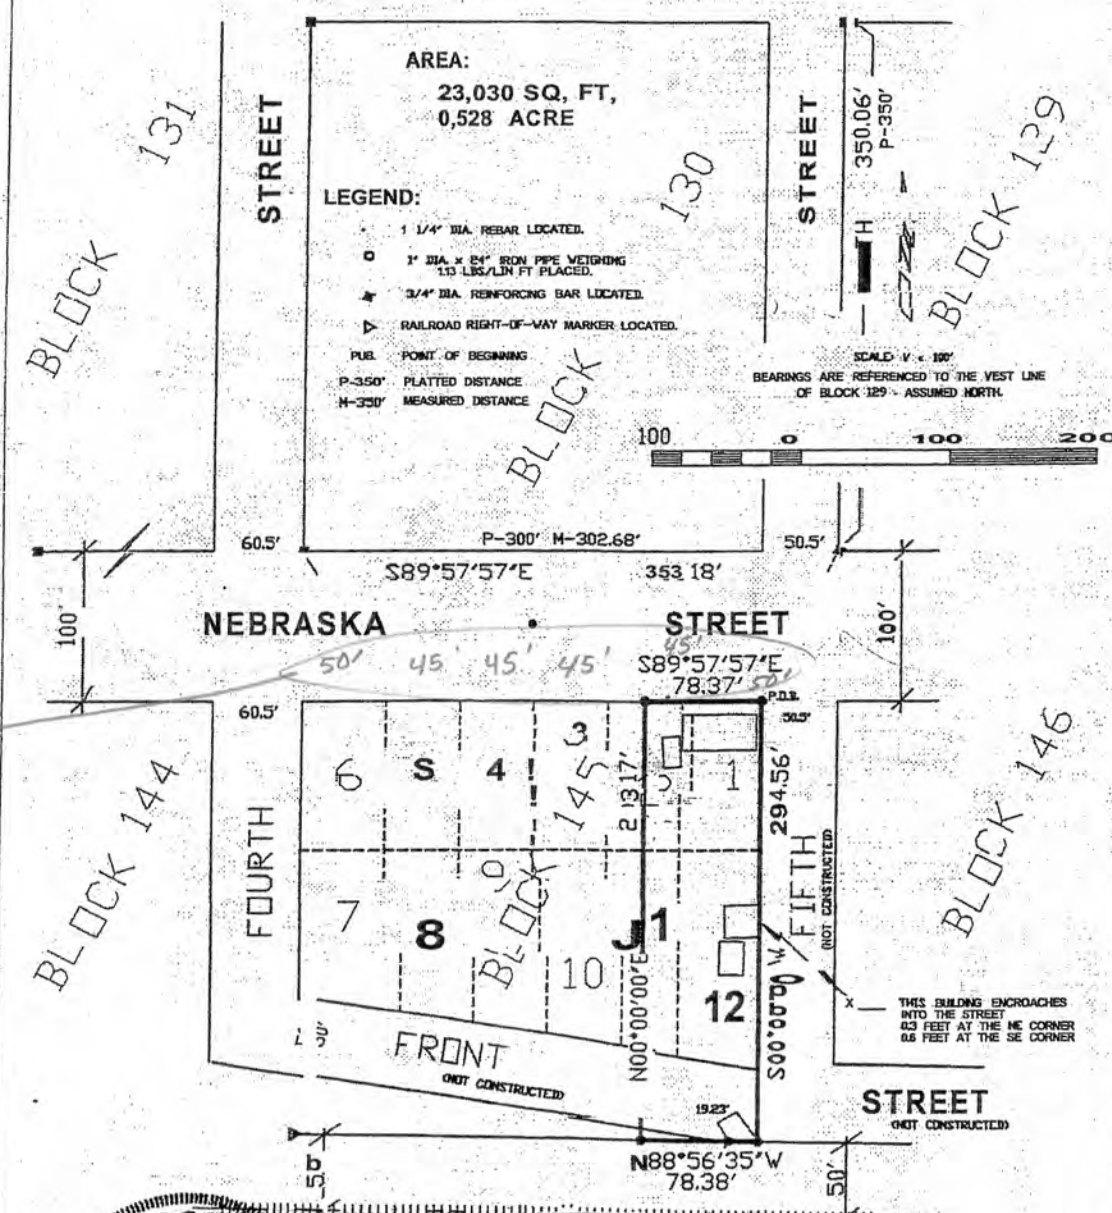 AREA:
23,030 SQ, FT,
0,528 ACRE
LEGEND:
1 1/4" DIA. REBAR LOCATED.
1" DIA. x 24" IRON PIPE WEIGHING
1.13 LBS/LIN FT PLACED.
3/4" DIA. REINFORCING BAR LOCATED.
RAILROAD RIGHT-OF-WAY MARKER LOCATED.
P.O.B. POINT OF BEGINNING
P-350' PLATTED DISTANCE
M-350' MEASURED DISTANCE
BLOCK 131
STREET
BLOCK 130
STREET
350.06'
P-350'
BLOCK 129
BEARINGS ARE REFERENCED TO THE WEST LINE
OF BLOCK 129 - ASSUMED NORTH.
100 0 100 200
60.5'
P-300' M-302.68'
50.5'
S89°57'57"E 353.18'
100'
NEBRASKA STREET
100'
50' 45' 45' 45' 45' 50'
S89°57'57"E
78.37'
P.O.B.
60.5'
50.5'
6 S 4 3 1
BLOCK 145
294.56'
BLOCK 144
FOURTH
FIFTH
(NOT CONSTRUCTED)
BLOCK 146
7 8 9 10 J1 12
N00°00'00"E
S00°00'00"W
THIS BUILDING ENCROACHES
INTO THE STREET
0.3 FEET AT THE NE CORNER
0.6 FEET AT THE SE CORNER
FRONT
(NOT CONSTRUCTED)
STREET
(NOT CONSTRUCTED)
19.23'
N88°56'35"W
78.38'
50'